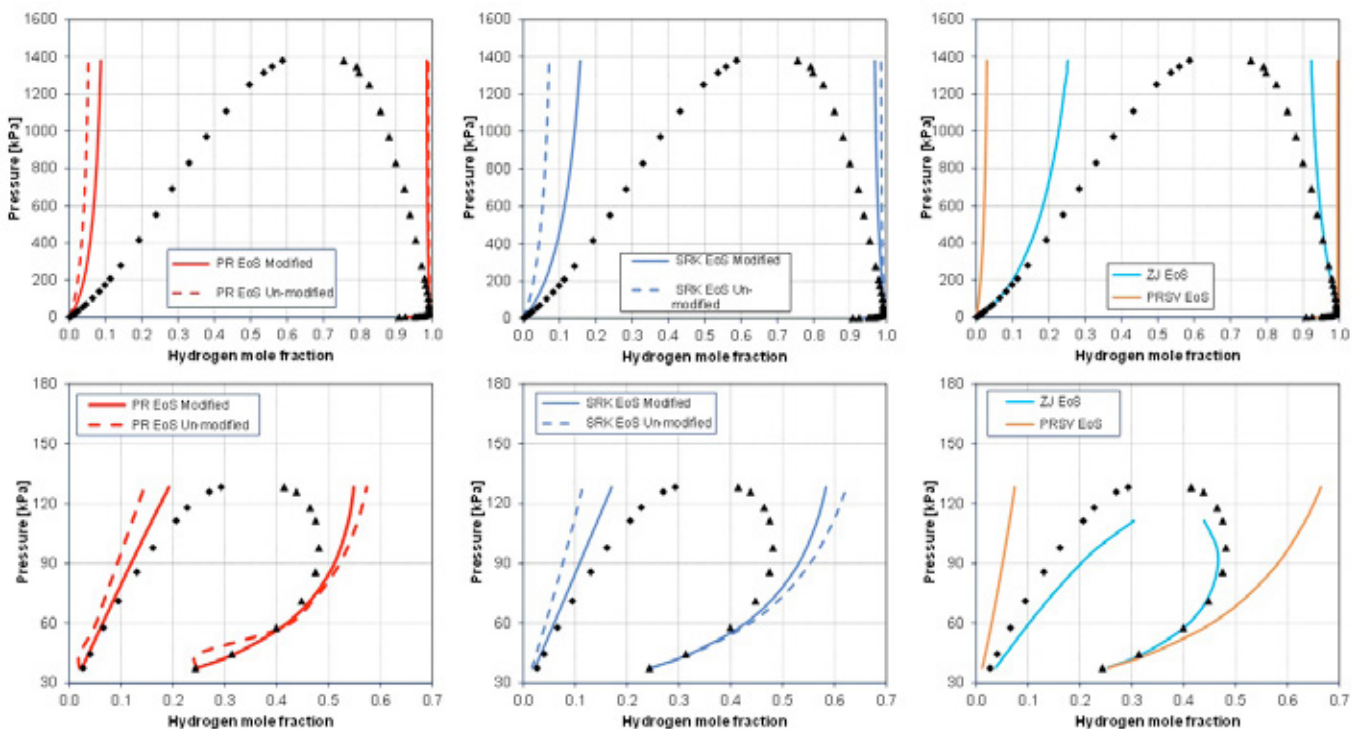 1600
1400
1200
1000
800
600
400
200
0
Pressure [kPa]
PR EoS Modified
PR EoS Un-modified
0.0 0.1 0.2 0.3 0.4 0.5 0.6 0.7 0.8 0.9 1.0
Hydrogen mole fraction
1600
1400
1200
1000
800
600
400
200
0
Pressure [kPa]
SRK EoS Modified
SRK EoS Un-
modified
0.0 0.1 0.2 0.3 0.4 0.5 0.6 0.7 0.8 0.9 1.0
Hydrogen mole fraction
1600
1400
1200
1000
800
600
400
200
0
Pressure [kPa]
ZJ EoS
PRSV EoS
0.0 0.1 0.2 0.3 0.4 0.5 0.6 0.7 0.8 0.9 1.0
Hydrogen mole fraction
180
150
120
90
60
30
Pressure [kPa]
PR EoS Modified
PR EoS Un-modified
0.0 0.1 0.2 0.3 0.4 0.5 0.6 0.7
Hydrogen mole fraction
180
150
120
90
60
30
Pressure [kPa]
SRK EoS Modified
SRK EoS Un-modified
0.0 0.1 0.2 0.3 0.4 0.5 0.6 0.7
Hydrogen mole fraction
180
150
120
90
60
30
Pressure [kPa]
ZJ EoS
PRSV EoS
0.0 0.1 0.2 0.3 0.4 0.5 0.6 0.7
Hydrogen mole fraction